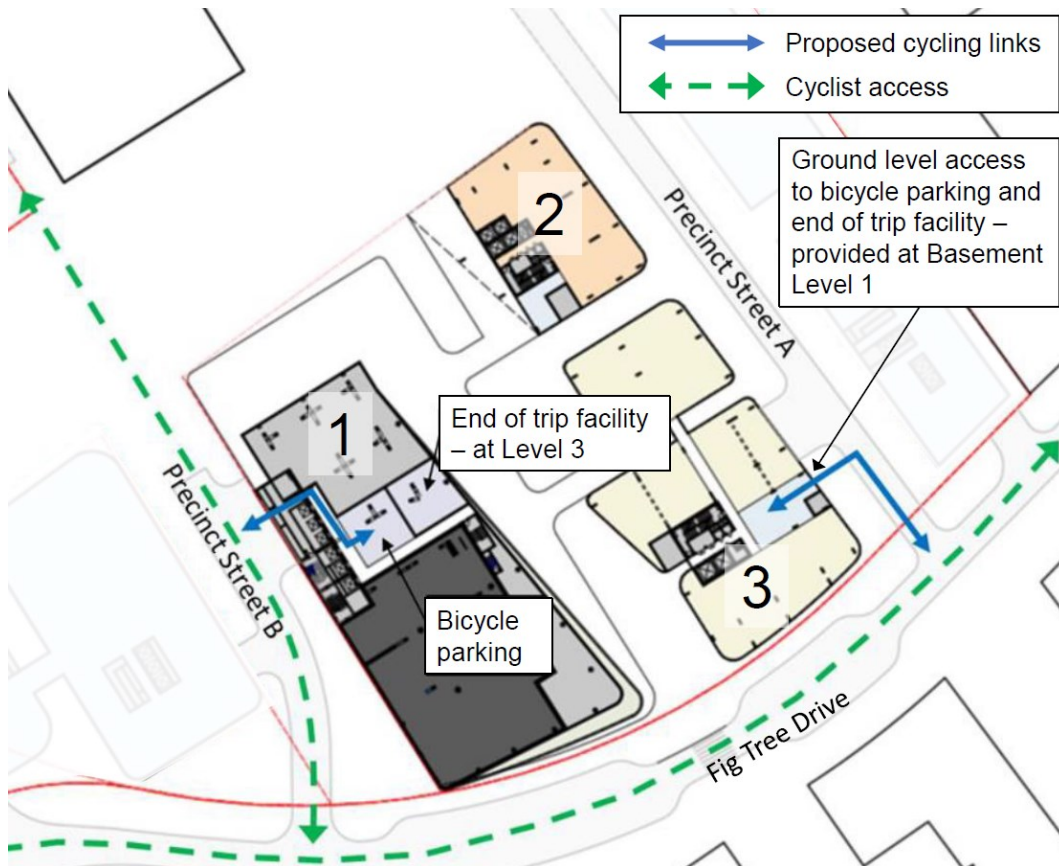 Proposed cycling links
Cyclist access
Ground level access
to bicycle parking and
end of trip facility –
provided at Basement
Level 1
2
Precinct Street A
1
End of trip facility
– at Level 3
Precinct Street B
Bicycle
parking
3
Fig Tree Drive